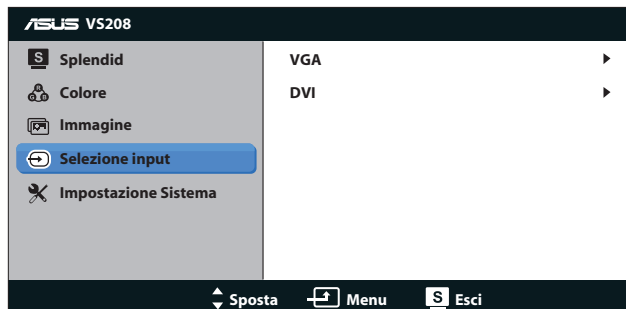 ASUS VS208
S Splendid
Colore
Immagine
Selezione input
Impostazione Sistema
VGA
DVI
Sposta Menu S Esci